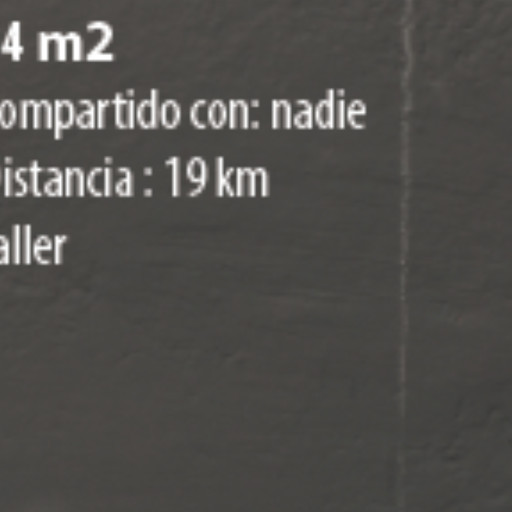 4 m2
ompartido con: nadie
istancia : 19 km
aller